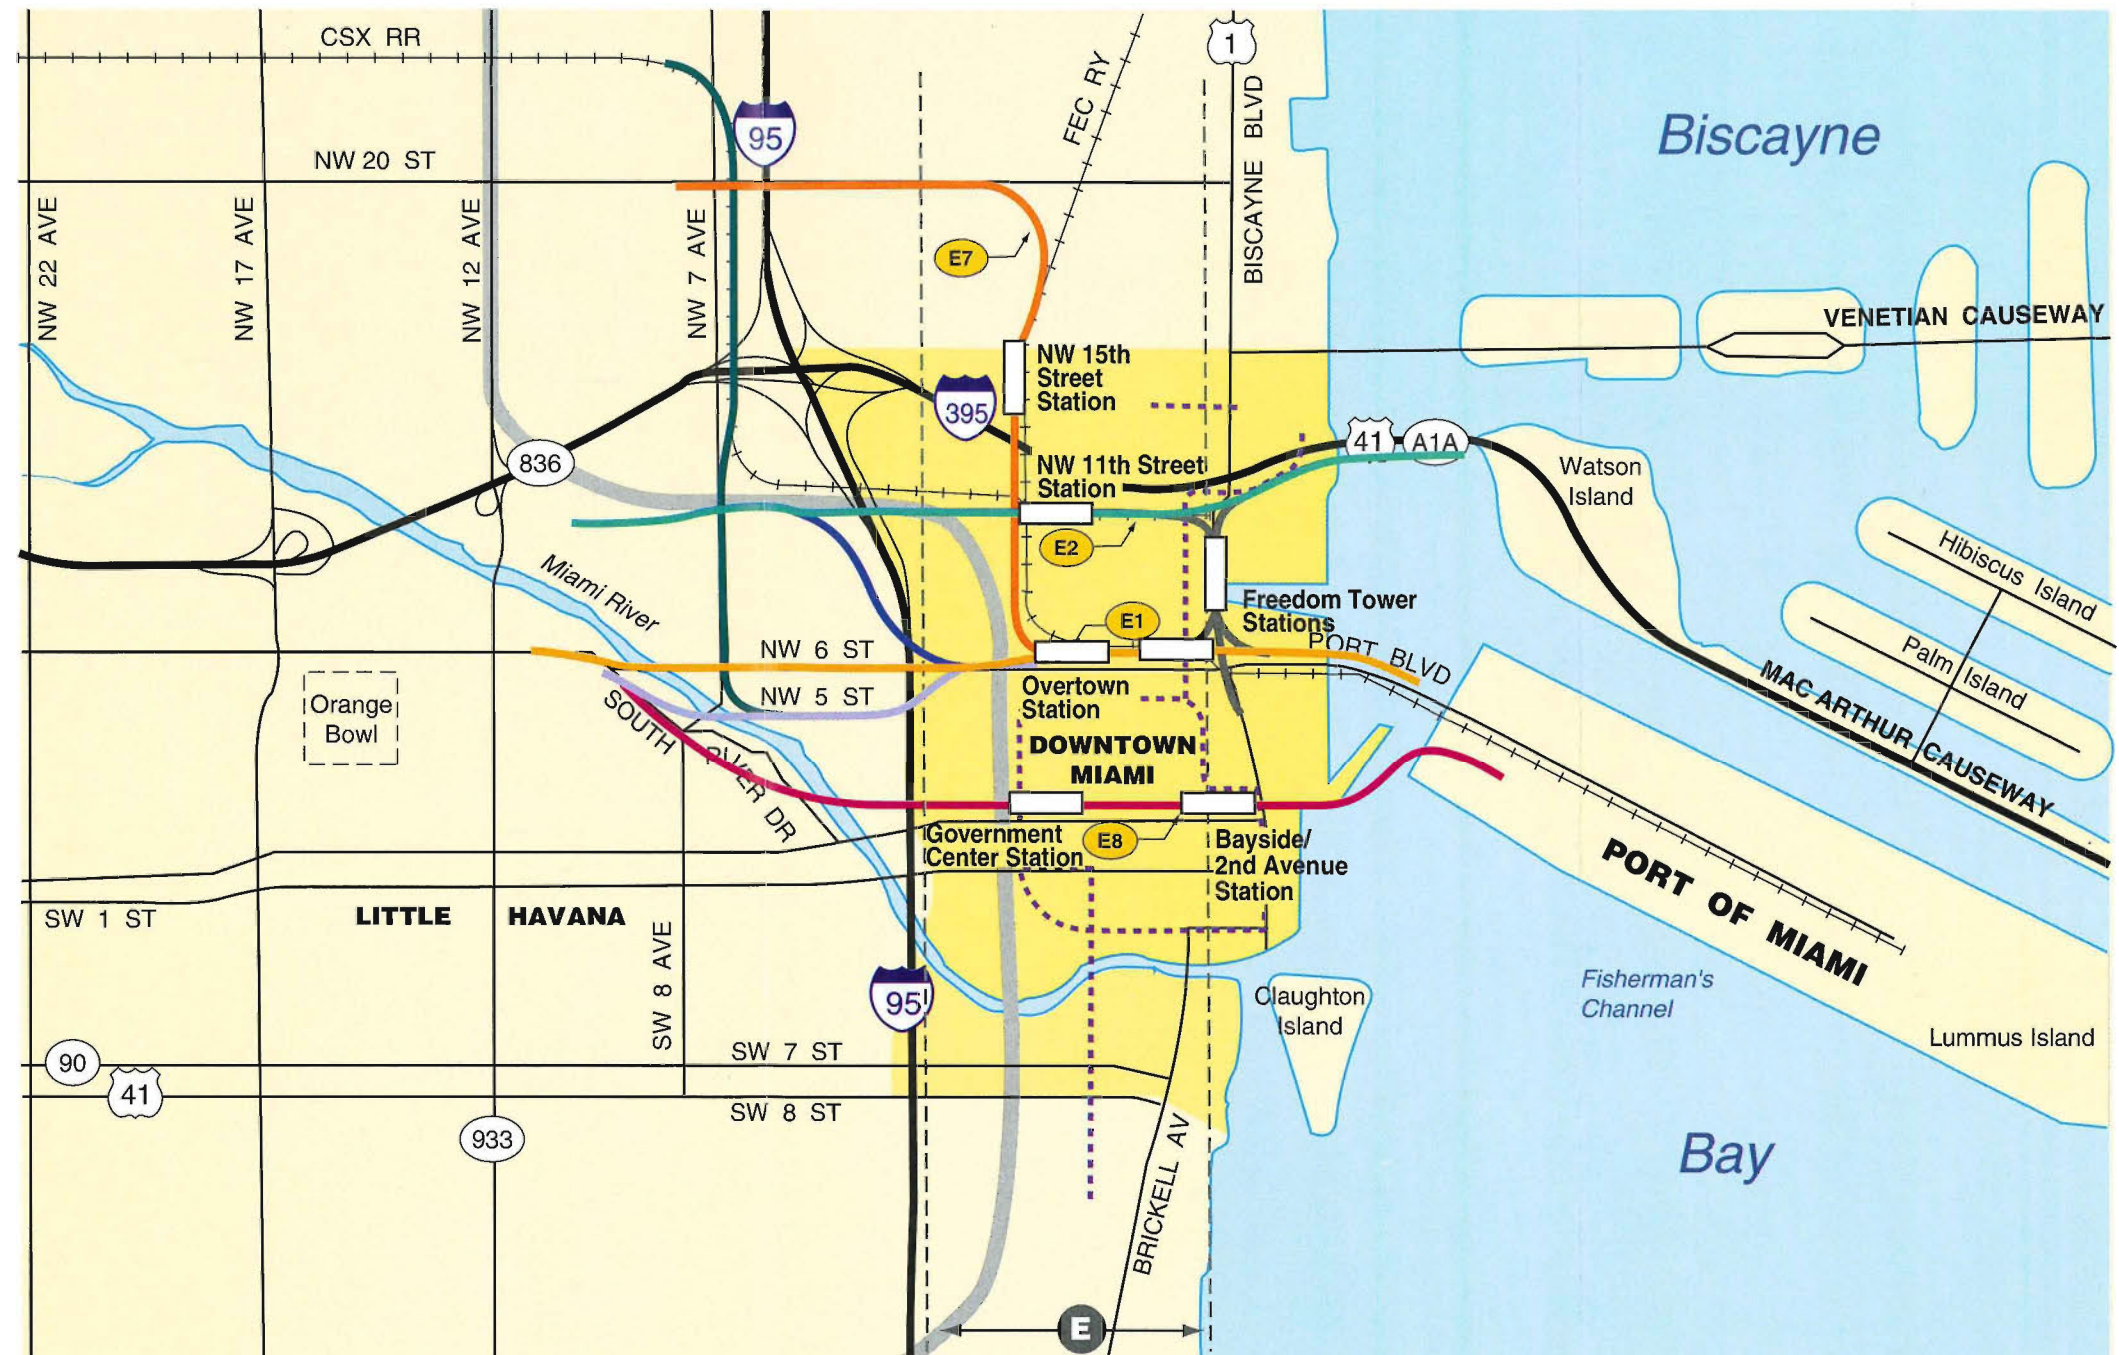 CSX RR
1
95
FEC RY
BISCAYNE BLVD
Biscayne
NW 20 ST
NW 22 AVE
NW 17 AVE
NW 12 AVE
NW 7 AVE
E7
VENETIAN CAUSEWAY
NW 15th
Street
Station
395
41
A1A
836
NW 11th Street
Station
Watson
Island
E2
Hibiscus Island
Miami River
Freedom Tower
Stations
E1
PORT BLVD
Palm Island
NW 6 ST
NW 5 ST
Overtown
Station
Orange
Bowl
SOUTH RIVER DR
DOWNTOWN
MIAMI
MAC ARTHUR CAUSEWAY
Government
Center Station
E8
Bayside/
2nd Avenue
Station
PORT OF MIAMI
SW 1 ST
LITTLE HAVANA
SW 8 AVE
95
Claughton
Island
Fisherman's
Channel
Lummus Island
90
41
SW 7 ST
SW 8 ST
933
BRICKELL AV
Bay
E